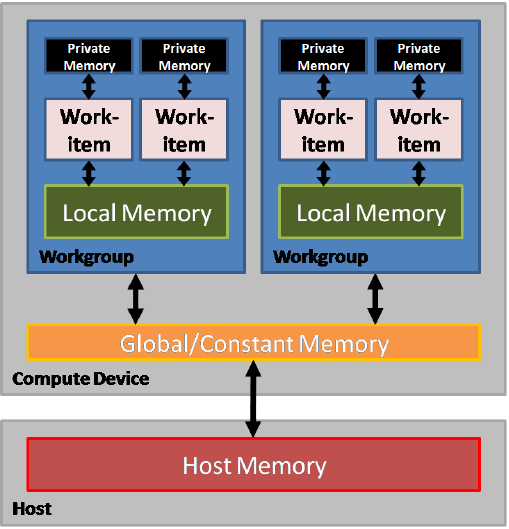 Private Memory
Private Memory
Private Memory
Private Memory
Work-item
Work-item
Work-item
Work-item
Local Memory
Local Memory
Workgroup
Workgroup
Global/Constant Memory
Compute Device
Host Memory
Host